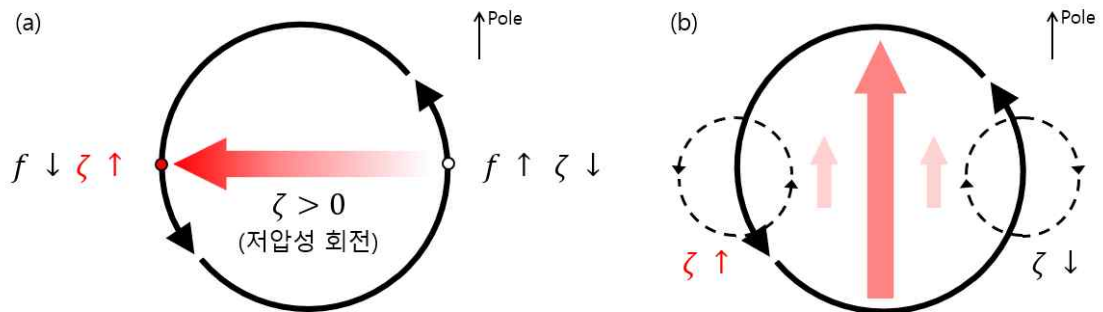 (a)
Pole
f ↓ ζ ↑
f ↑ ζ ↓
ζ > 0
(저압성 회전)
(b)
Pole
ζ ↑
ζ ↓